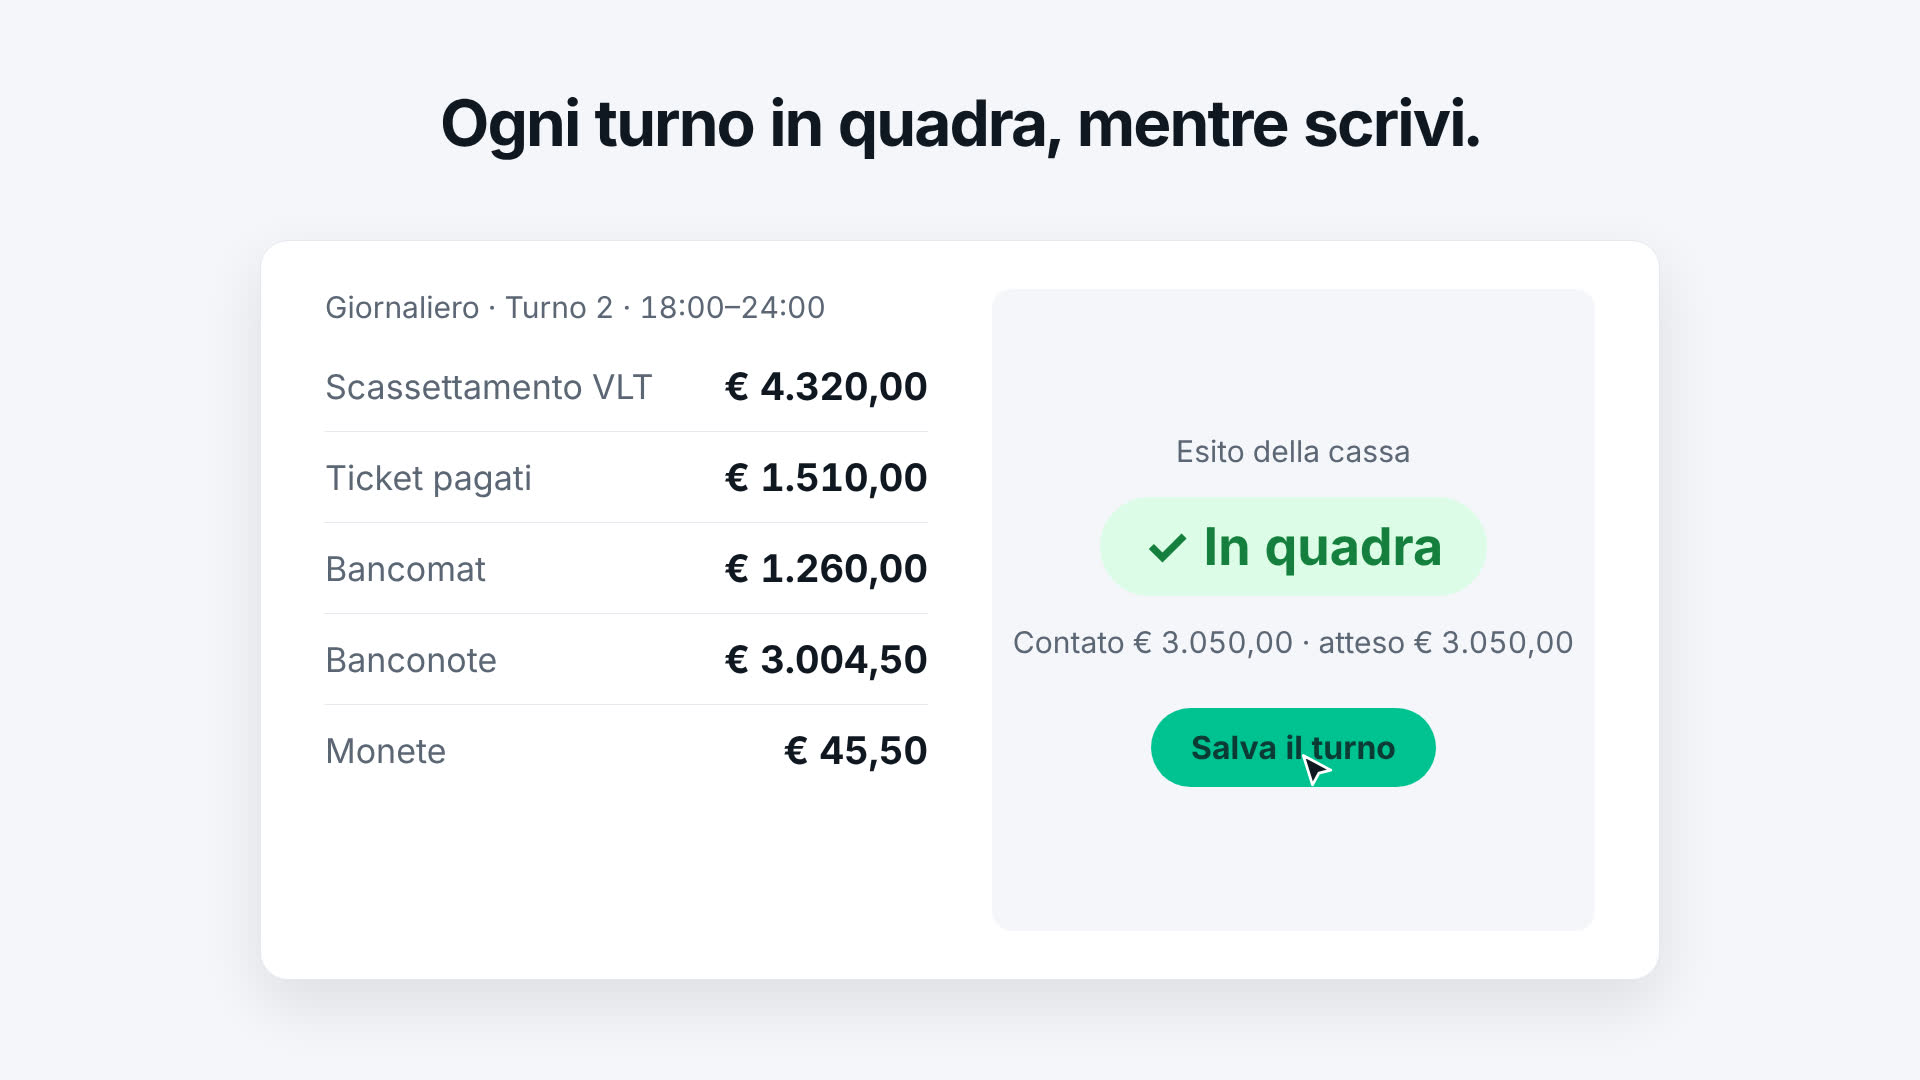 Ogni turno in quadra, mentre scrivi.
Giornaliero · Turno 2 · 18:00–24:00
Scassettamento VLT € 4.320,00
Ticket pagati € 1.510,00
Bancomat € 1.260,00
Banconote € 3.004,50
Monete € 45,50
Esito della cassa
✓ In quadra
Contato € 3.050,00 · atteso € 3.050,00
Salva il turno